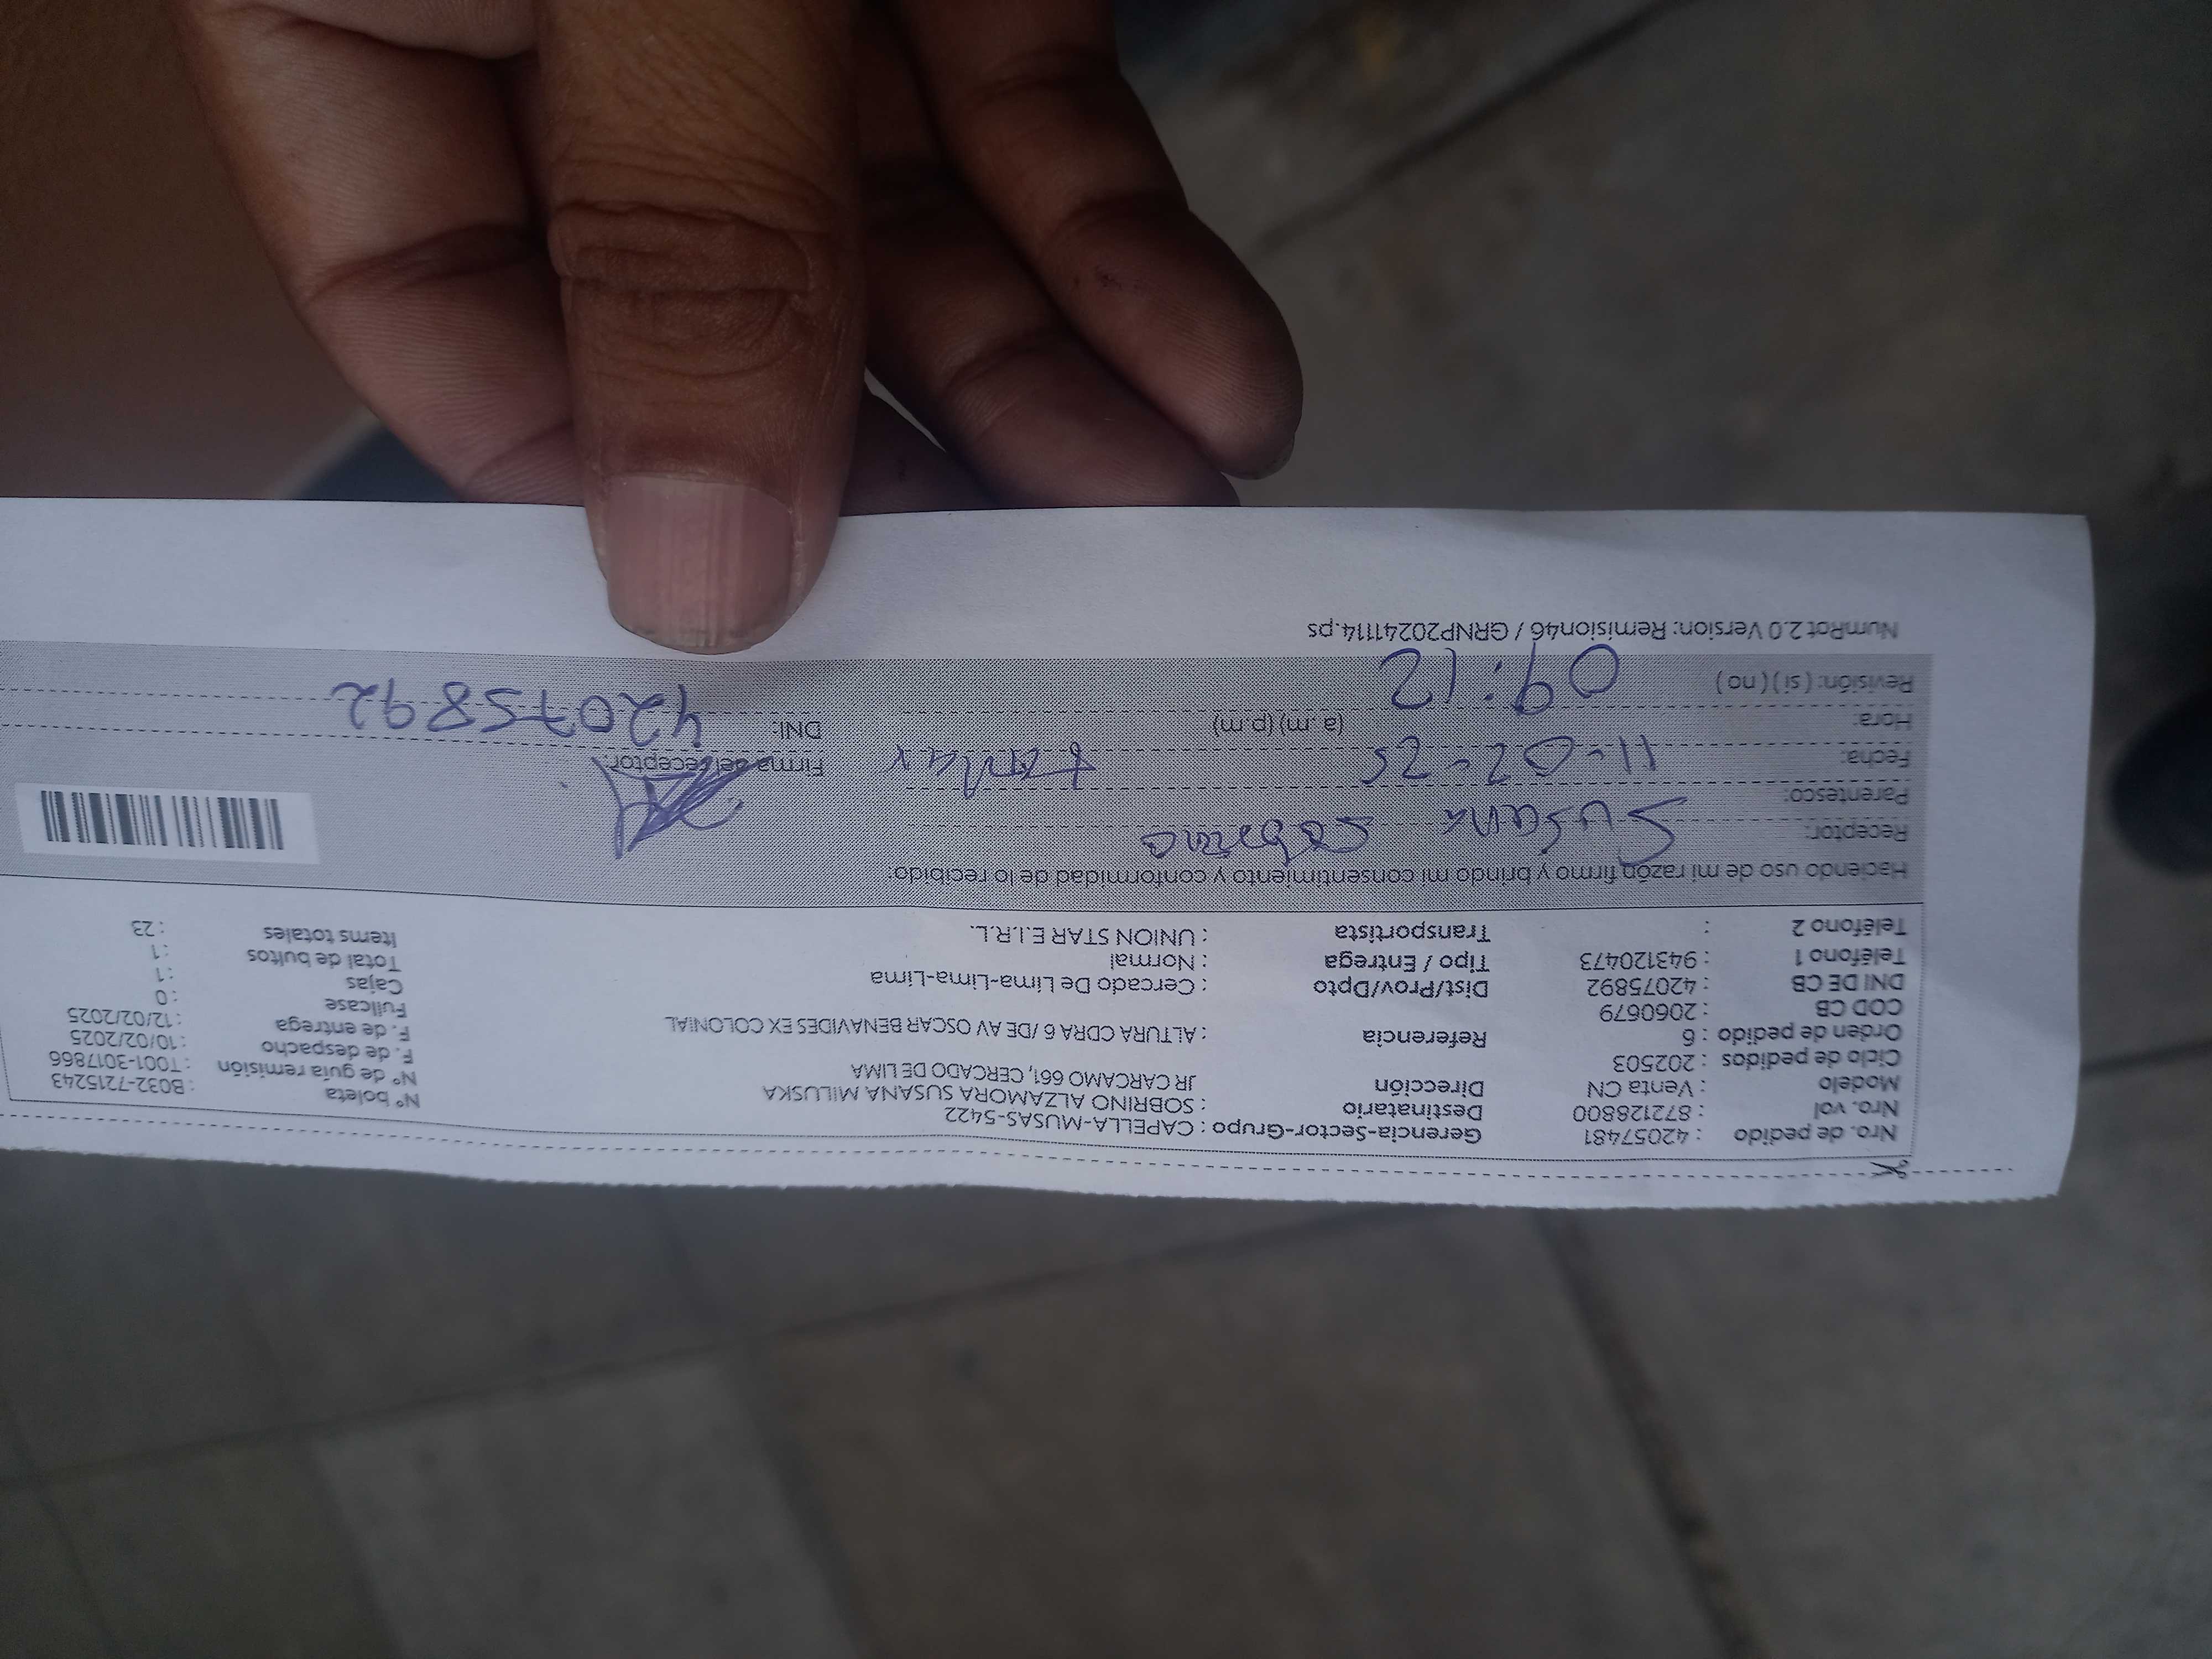 Nro. de pedido : 42057481 Gerencia-Sector-Grupo : CAPELLA-MUSAS-5422 Nº boleta : B032-7215243
Nro. vol : 872128800 Destinatario : SOBRINO ALZAMORA SUSANA MILUSKA Nº de guía remisión : T001-3017866
Modelo : Venta CN Dirección JR CARCAMO 661, CERCADO DE LIMA F. de despacho : 10/02/2025
Ciclo de pedidos : 202503 F. de entrega : 12/02/2025
Orden de pedido : 6 Referencia : ALTURA CDRA 6 /DE/ AV OSCAR BENAVIDES EX COLONIAL Fullcase : 0
COD CB : 2060679 Cajas : 1
DNI DE CB : 42075892 Dist/Prov/Dpto : Cercado De Lima-Lima-Lima Total de bultos : 1
Teléfono 1 : 943120473 Tipo / Entrega : Normal Items totales : 23
Teléfono 2 : Transportista : UNION STAR E.I.R.L.
Haciendo uso de mi razón firmo y brindo mi consentimiento y conformidad de lo recibido:
Receptor: Susana Sobrino
Parentesco:
Fecha: 11-02-25 Firma del receptor:
Hora: (a.m) (p.m) DNI: 42075892
Revisión: ( si ) ( no ) 09:12
NumRot 2.0 Version: Remision46 / GRNP20241114.ps